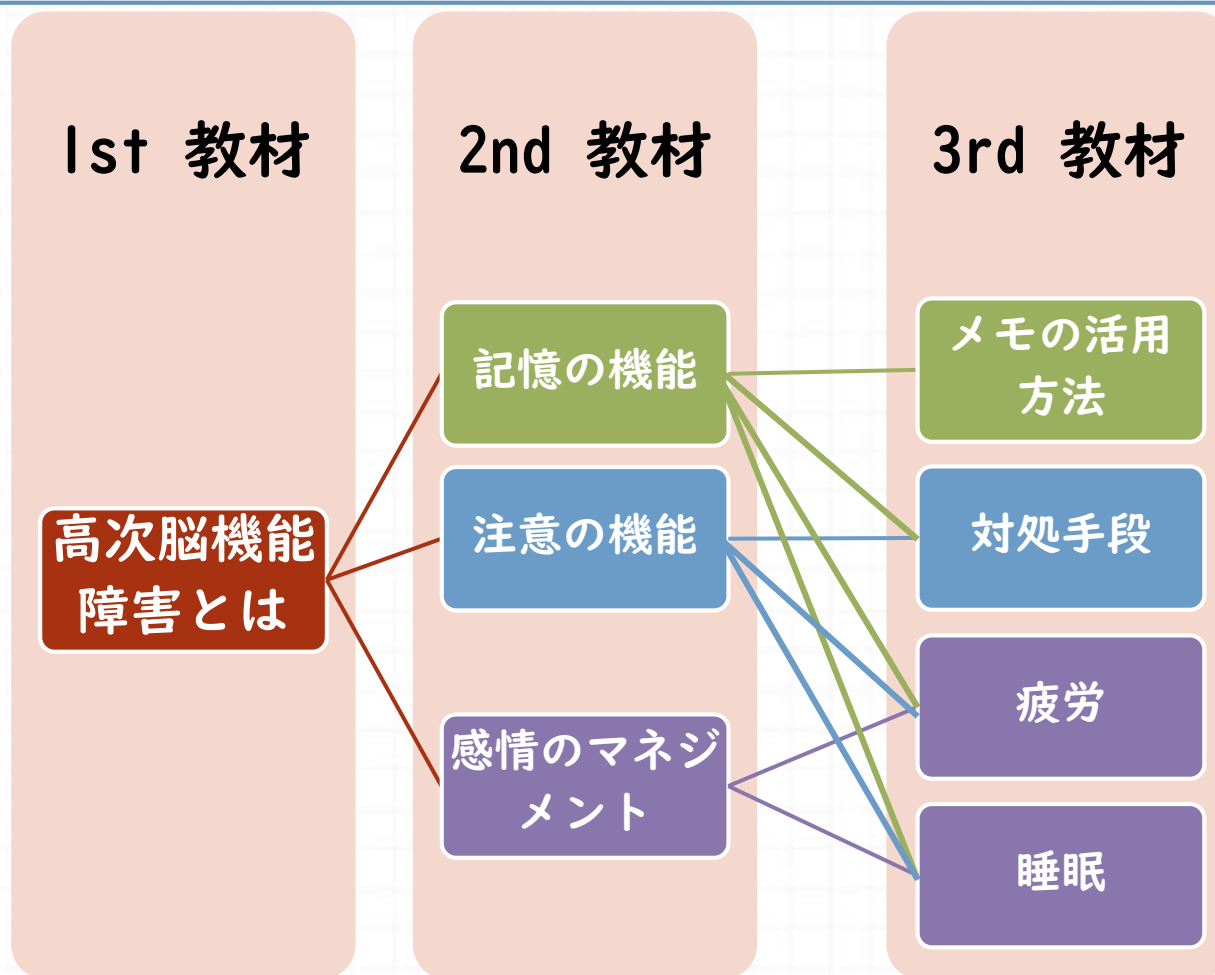 1st 教材
2nd 教材
3rd 教材
高次脳機能
障害とは
記憶の機能
注意の機能
感情のマネジ
メント
メモの活用
方法
対処手段
疲労
睡眠